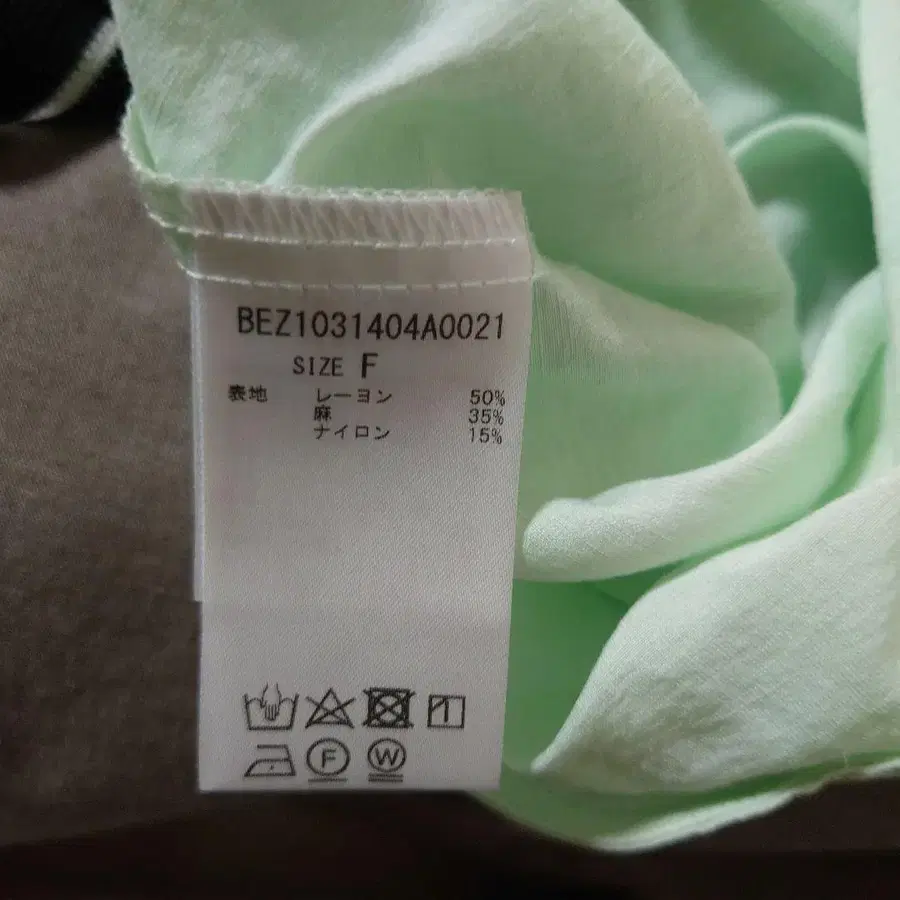 BEZ1031404A0021
SIZE F
表地 レーヨン 50%
麻 35%
ナイロン 15%
F W